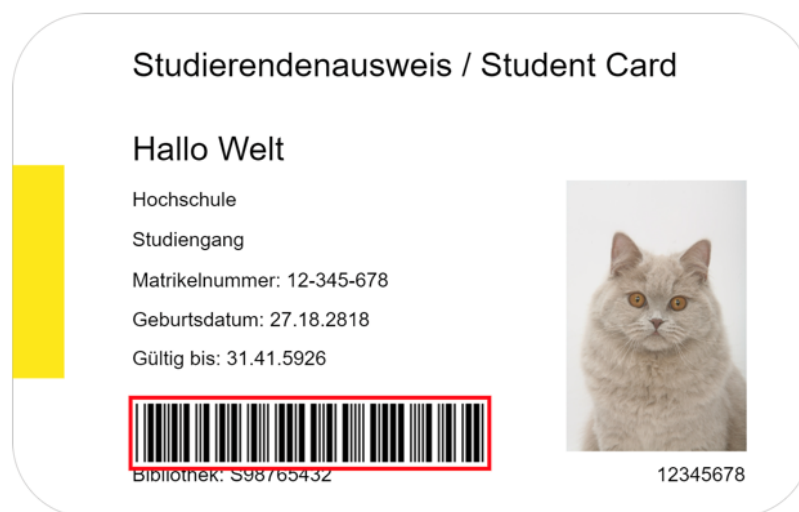 Studierendenausweis / Student Card
Hallo Welt
Hochschule
Studiengang
Matrikelnummer: 12-345-678
Geburtsdatum: 27.18.2818
Gültig bis: 31.41.5926
Bibliothek: S98765432
12345678